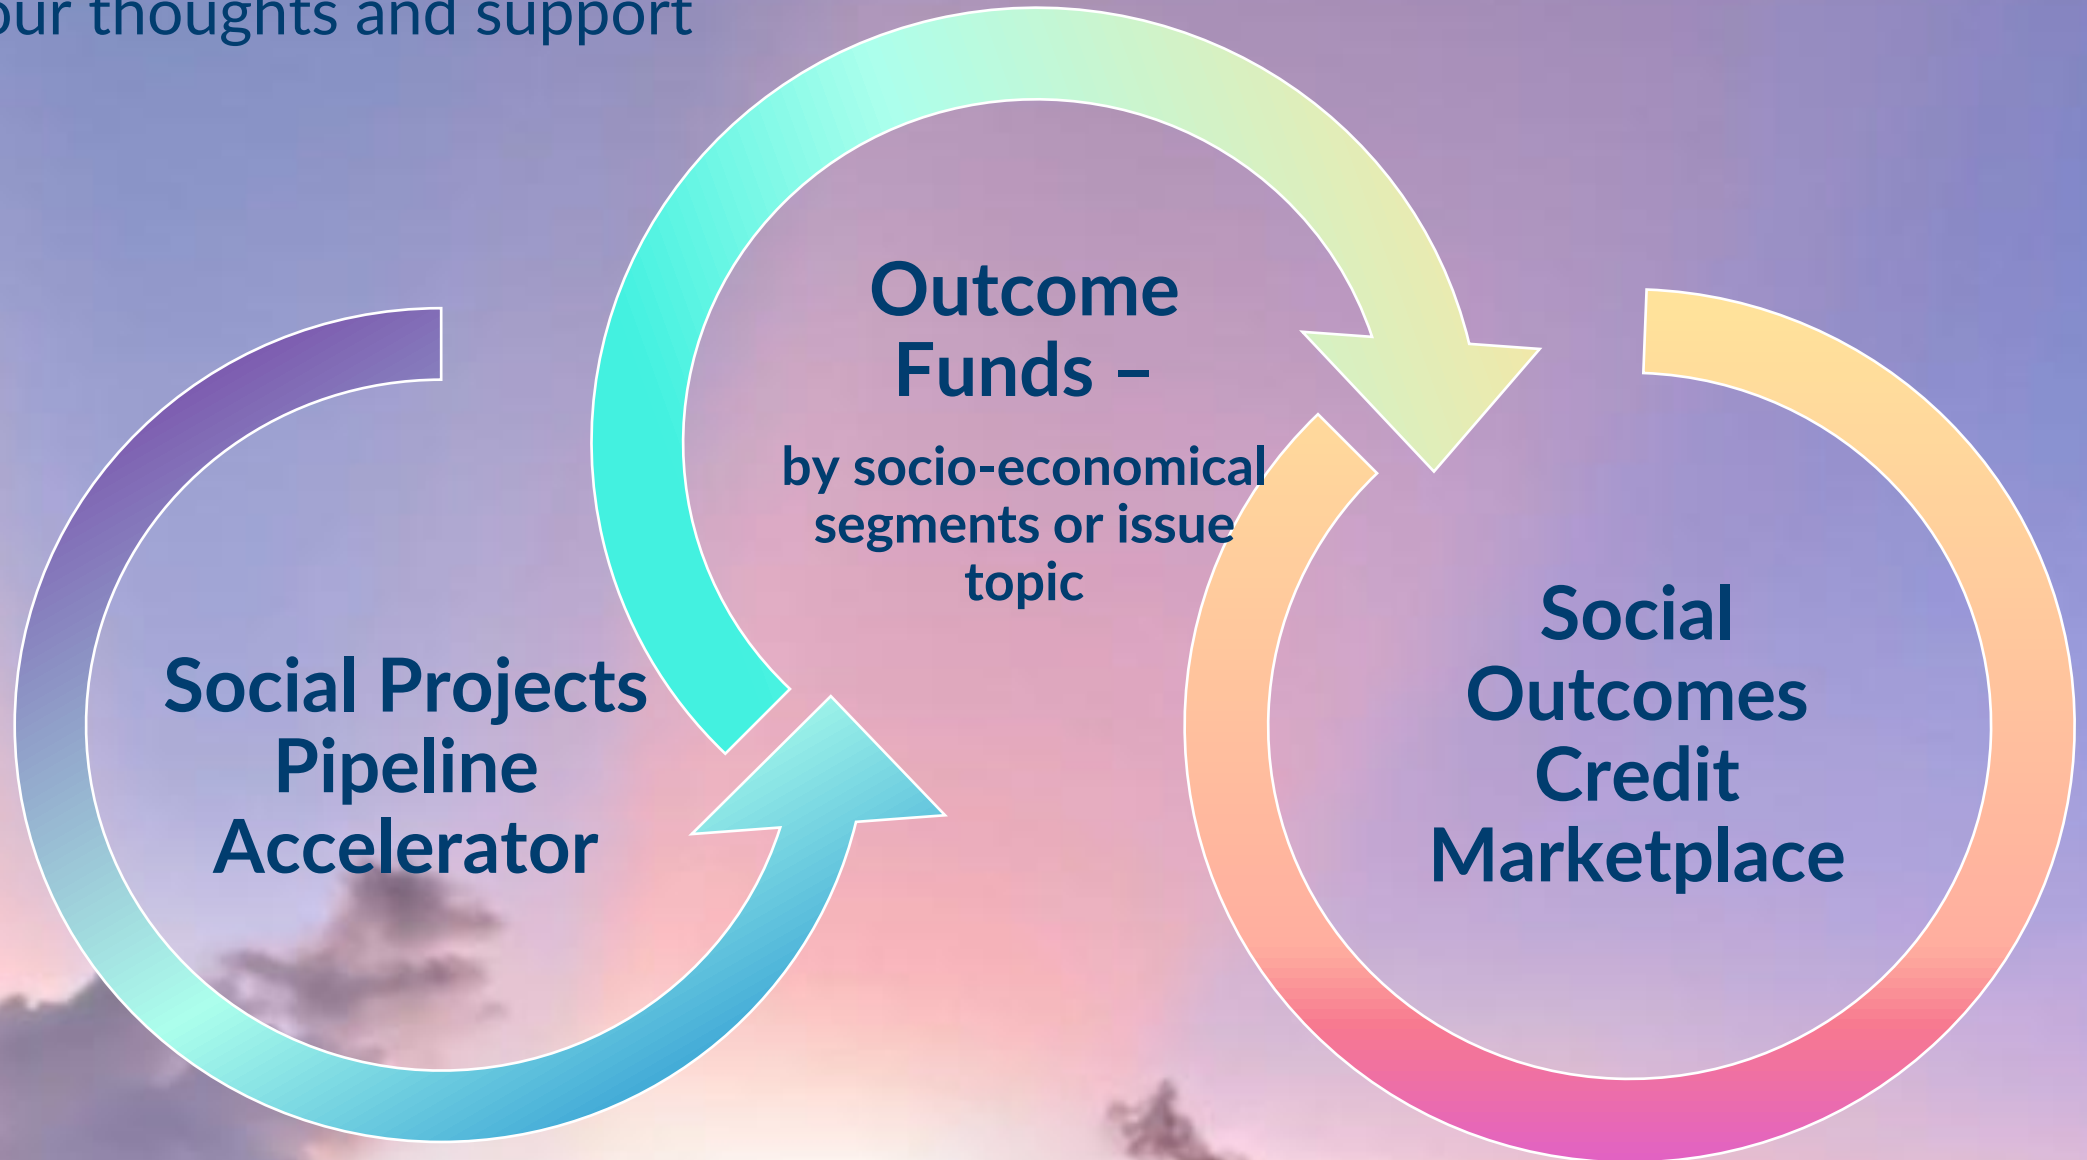 our thoughts and support
Outcome
Funds –
by socio-economical
segments or issue
topic
Social Projects
Pipeline
Accelerator
Social
Outcomes
Credit
Marketplace